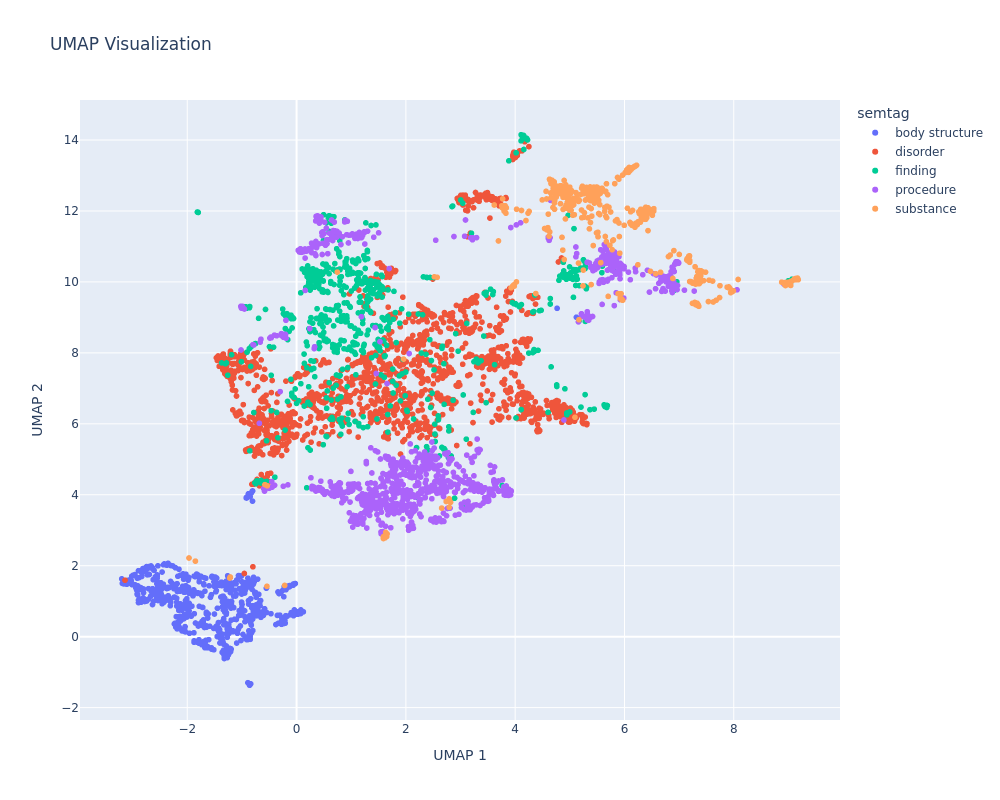 UMAP Visualization
semtag
body structure
disorder
finding
procedure
substance
14
12
10
8
6
4
2
0
−2
UMAP 2
−2 0 2 4 6 8
UMAP 1